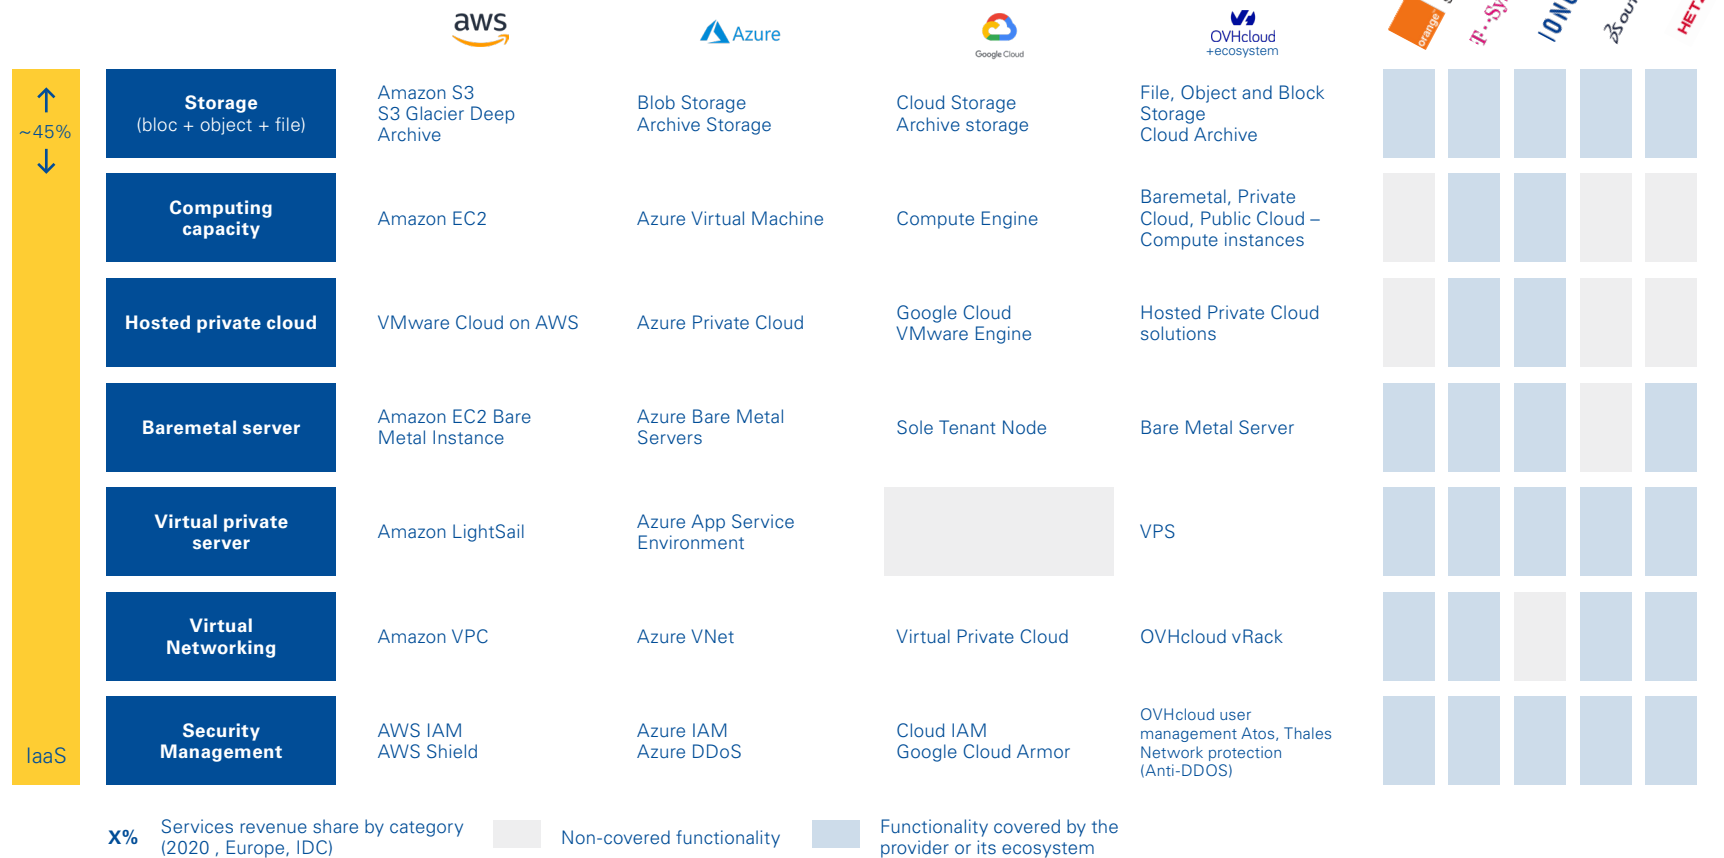 aws
Azure
Google Cloud
OVHcloud
+ecosystem
orange™
~45%
Storage
(bloc + object + file)
Amazon S3
S3 Glacier Deep
Archive
Blob Storage
Archive Storage
Cloud Storage
Archive storage
File, Object and Block
Storage
Cloud Archive
Computing
capacity
Amazon EC2
Azure Virtual Machine
Compute Engine
Baremetal, Private
Cloud, Public Cloud –
Compute instances
Hosted private cloud
VMware Cloud on AWS
Azure Private Cloud
Google Cloud
VMware Engine
Hosted Private Cloud
solutions
Baremetal server
Amazon EC2 Bare
Metal Instance
Azure Bare Metal
Servers
Sole Tenant Node
Bare Metal Server
Virtual private
server
Amazon LightSail
Azure App Service
Environment
VPS
Virtual
Networking
Amazon VPC
Azure VNet
Virtual Private Cloud
OVHcloud vRack
IaaS
Security
Management
AWS IAM
AWS Shield
Azure IAM
Azure DDoS
Cloud IAM
Google Cloud Armor
OVHcloud user
management Atos, Thales
Network protection
(Anti-DDOS)
X%
Services revenue share by category
(2020 , Europe, IDC)
Non-covered functionality
Functionality covered by the
provider or its ecosystem